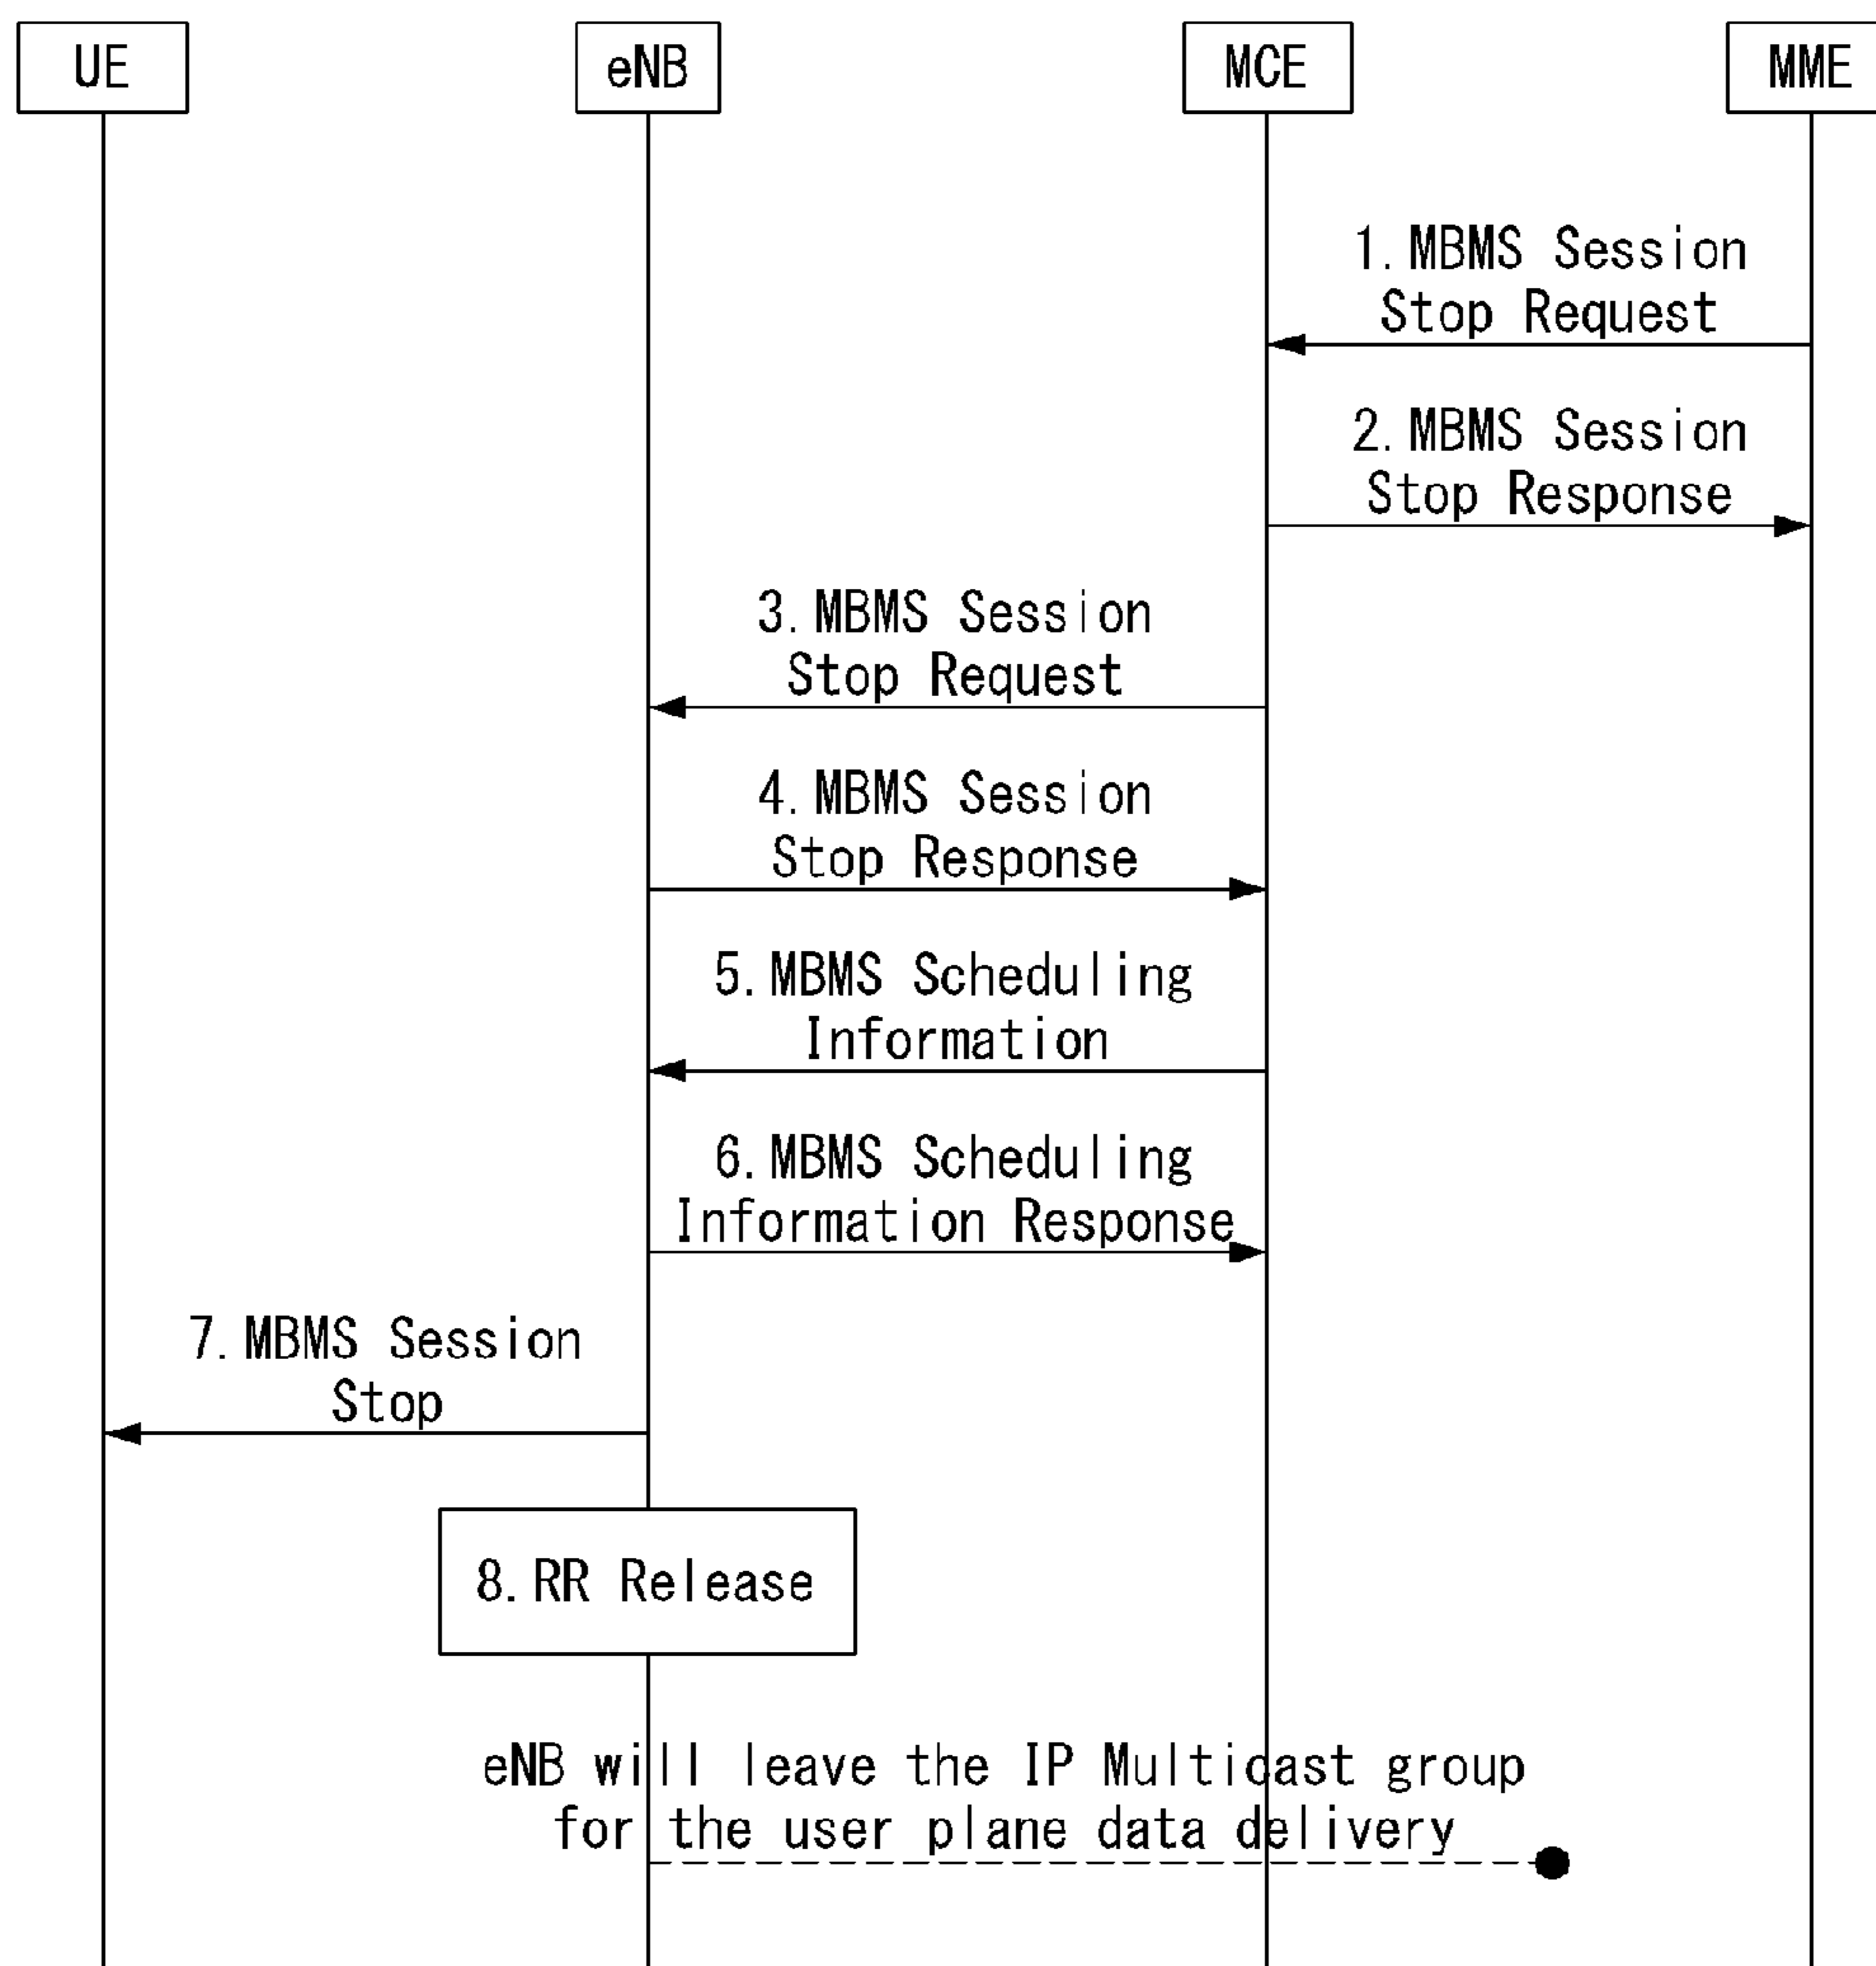 UE
eNB
MCE
MME
1. MBMS Session
Stop Request
2. MBMS Session
Stop Response
3. MBMS Session
Stop Request
4. MBMS Session
Stop Response
5. MBMS Scheduling
Information
6. MBMS Scheduling
Information Response
7. MBMS Session
Stop
8. RR Release
eNB will leave the IP Multicast group
for the user plane data delivery